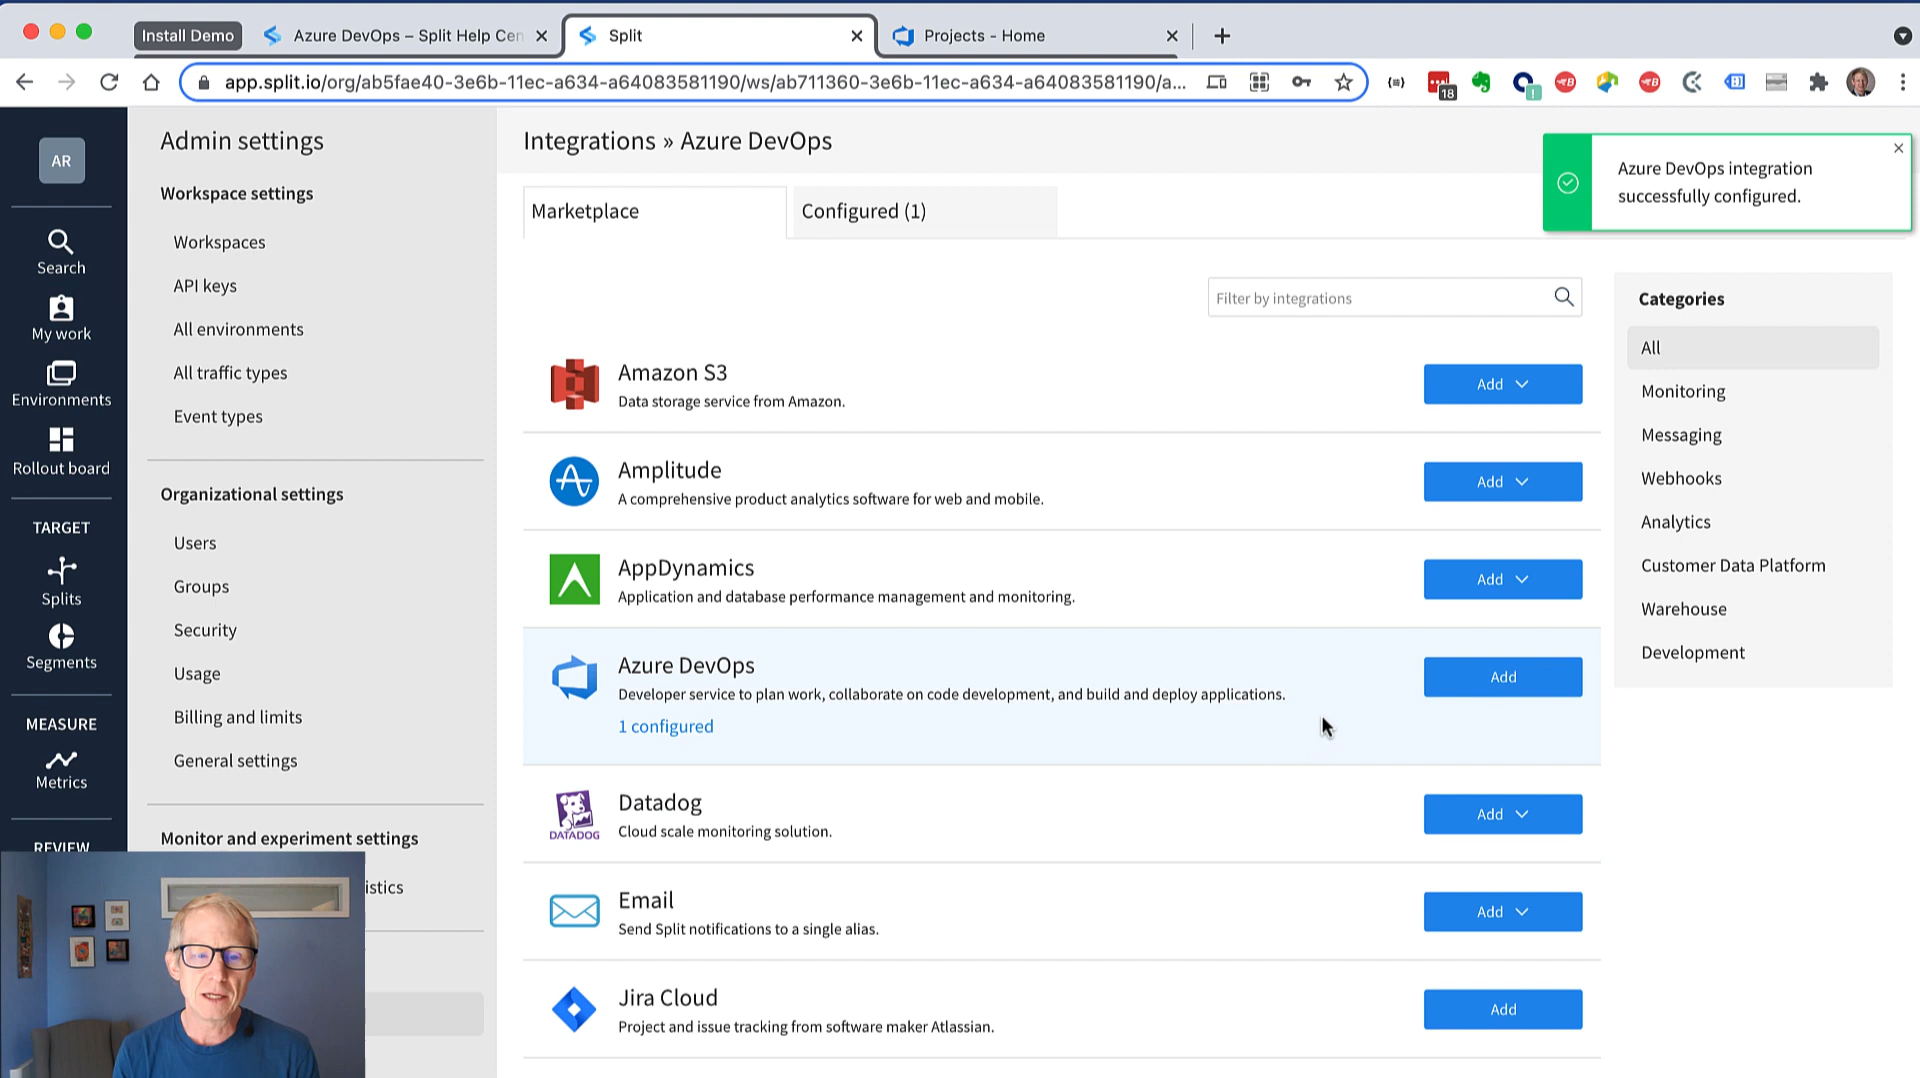 Install Demo
Azure DevOps – Split Help Cen
Split
Projects - Home
app.split.io/org/ab5fae40-3e6b-11ec-a634-a64083581190/ws/ab711360-3e6b-11ec-a634-a64083581190/a...
18
AR
Search
My work
Environments
Rollout board
TARGET
Splits
Segments
MEASURE
Metrics
REVIEW
Admin settings
Workspace settings
Workspaces
API keys
All environments
All traffic types
Event types
Organizational settings
Users
Groups
Security
Usage
Billing and limits
General settings
Monitor and experiment settings
istics
Integrations » Azure DevOps
Marketplace
Configured (1)
Azure DevOps integration
successfully configured.
Filter by integrations
Amazon S3
Data storage service from Amazon.
Add
Amplitude
A comprehensive product analytics software for web and mobile.
Add
AppDynamics
Application and database performance management and monitoring.
Add
Azure DevOps
Developer service to plan work, collaborate on code development, and build and deploy applications.
1 configured
Add
DATADOG
Datadog
Cloud scale monitoring solution.
Add
Email
Send Split notifications to a single alias.
Add
Jira Cloud
Project and issue tracking from software maker Atlassian.
Add
Categories
All
Monitoring
Messaging
Webhooks
Analytics
Customer Data Platform
Warehouse
Development